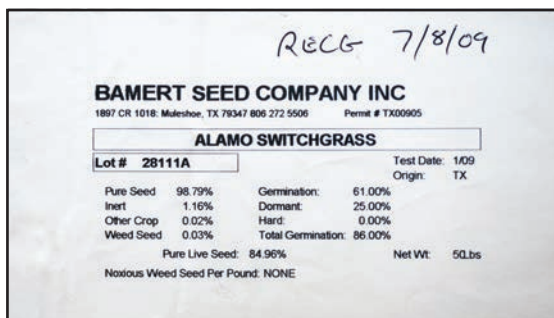 RECG 7/8/09
BAMERT SEED COMPANY INC
1897 CR 1018: Muleshoe, TX 79347 806 272 5506 Permit # TX00905
ALAMO SWITCHGRASS
Lot # 28111A Test Date: 1/09
Origin: TX
Pure Seed 98.79% Germination: 61.00%
Inert 1.16% Dormant: 25.00%
Other Crop 0.02% Hard: 0.00%
Weed Seed 0.03% Total Germination: 86.00%
Pure Live Seed: 84.96% Net Wt: 50Lbs
Noxious Weed Seed Per Pound: NONE